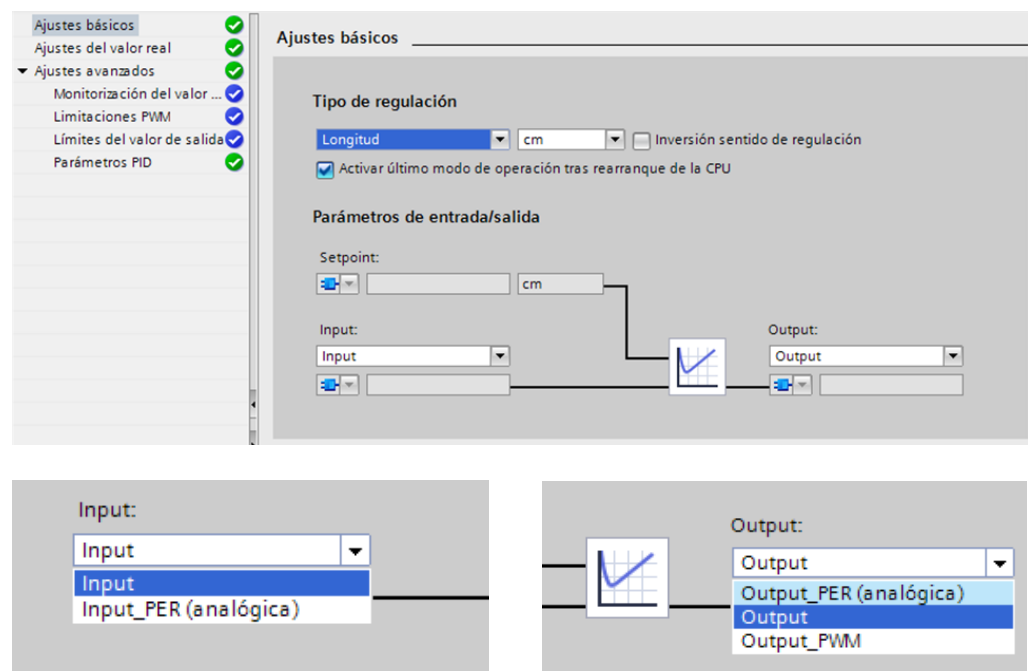 Ajustes básicos
Ajustes del valor real
Ajustes avanzados
Monitorización del valor ...
Limitaciones PWM
Límites del valor de salida
Parámetros PID
Ajustes básicos
Tipo de regulación
Longitud cm Inversión sentido de regulación
Activar último modo de operación tras rearranque de la CPU
Parámetros de entrada/salida
Setpoint:
cm
Input: Output:
Input Output
Input:
Input
Input
Input_PER (analógica)
Output:
Output
Output_PER (analógica)
Output
Output_PWM